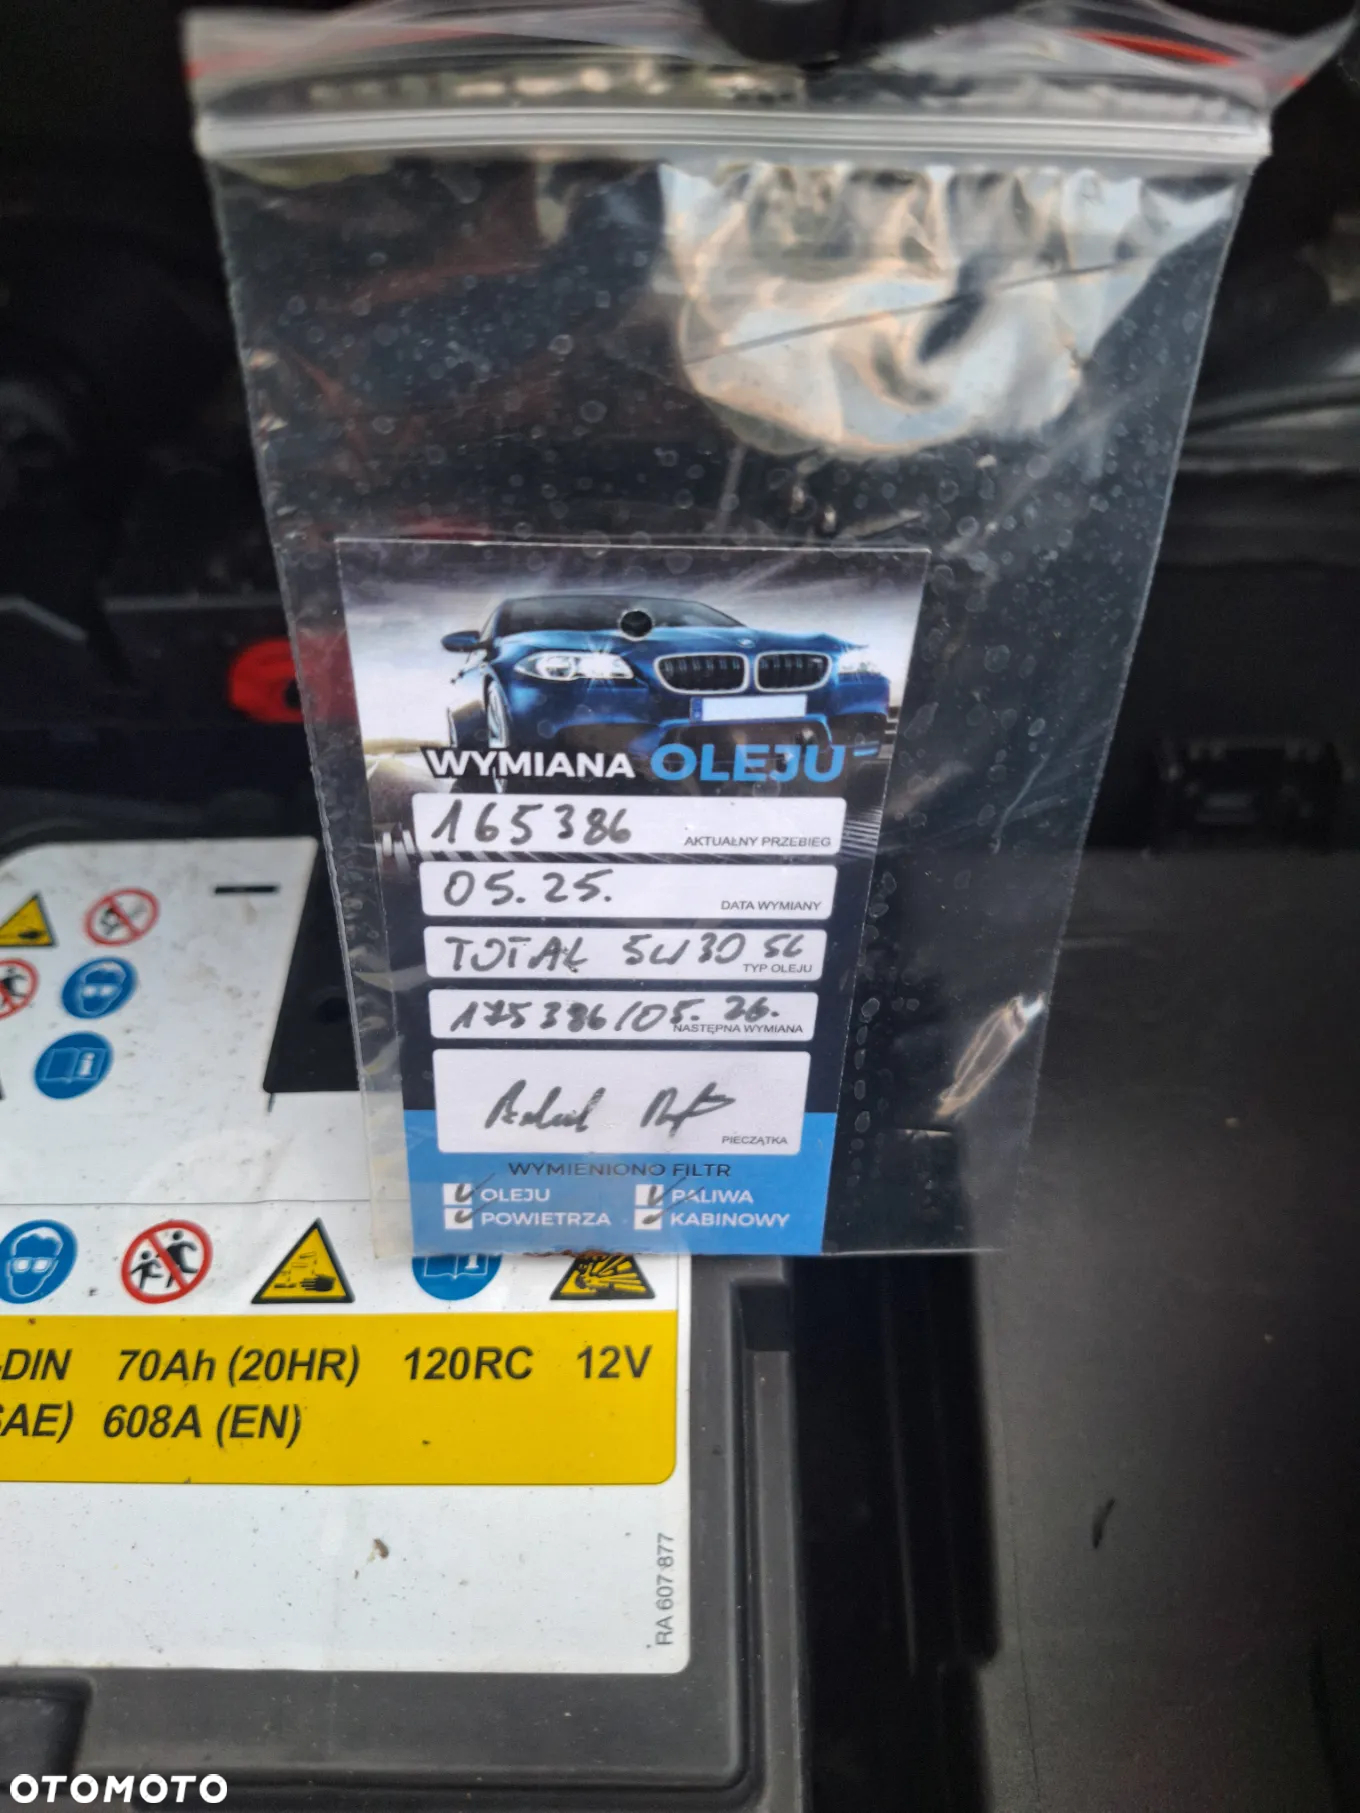 WYMIANA OLEJU
165386 AKTUALNY PRZEBIEG
05.25. DATA WYMIANY
TOTAL 5W30 SL TYP OLEJU
175386/05.26. NASTĘPNA WYMIANA
PIECZĄTKA
WYMIENIONO FILTR
OLEJU PALIWA
POWIETRZA KABINOWY
-DIN 70Ah (20HR) 120RC 12V
SAE) 608A (EN)
RA 607 877
OTOMOTO